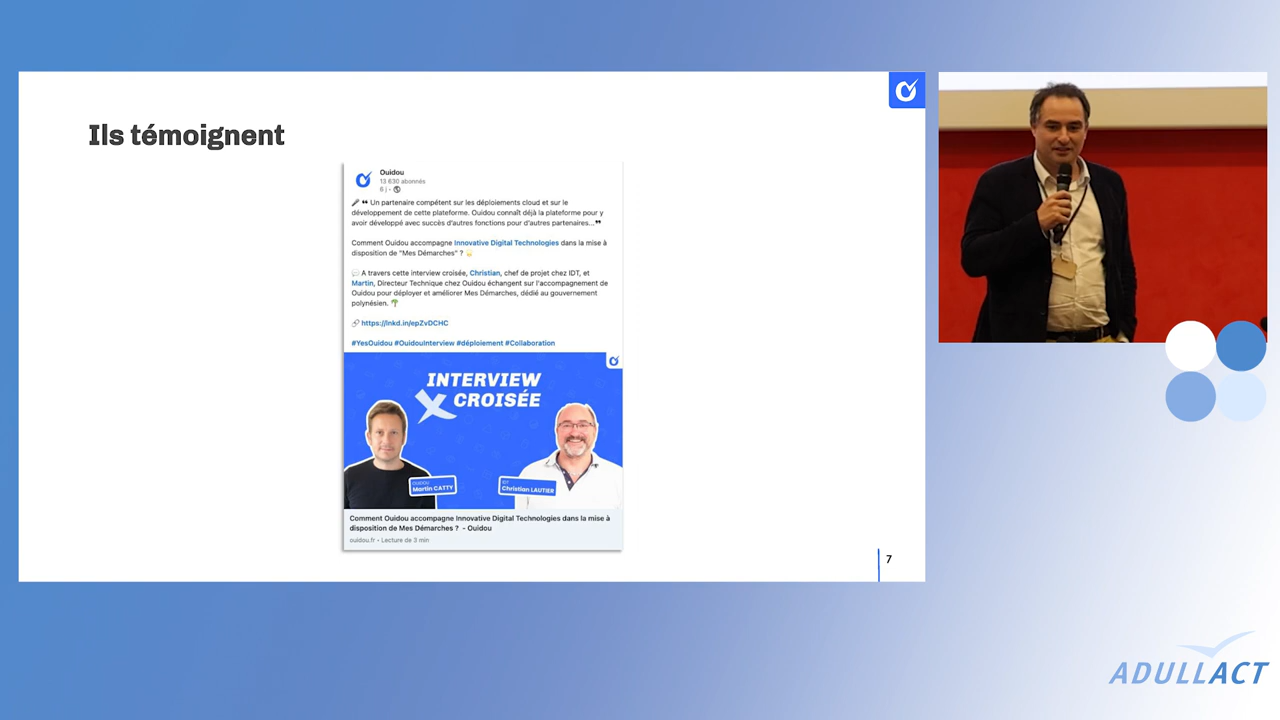 Ils témoignent
Ouidou
13 630 abonnés
6 j •
🎤 ❝ Un partenaire compétent sur les déploiements cloud et sur le
développement de cette plateforme. Ouidou connaît déjà la plateforme pour y
avoir développé avec succès d'autres fonctions pour d'autres partenaires...❞
Comment Ouidou accompagne Innovative Digital Technologies dans la mise à
disposition de "Mes Démarches" ?
💬 A travers cette interview croisée, Christian, chef de projet chez IDT, et
Martin, Directeur Technique chez Ouidou échangent sur l'accompagnement de
Ouidou pour déployer et améliorer Mes Démarches, dédié au gouvernement
polynésien. 🌴
🔗 https://lnkd.in/epZvDCHC
#YesOuidou #OuidouInterview #déploiement #Collaboration
INTERVIEW
X CROISÉE
OUIDOU
Martin CATTY
IDT
Christian LAUTIER
Comment Ouidou accompagne Innovative Digital Technologies dans la mise à
disposition de Mes Démarches ? - Ouidou
ouidou.fr • Lecture de 3 min
7
ADULLACT